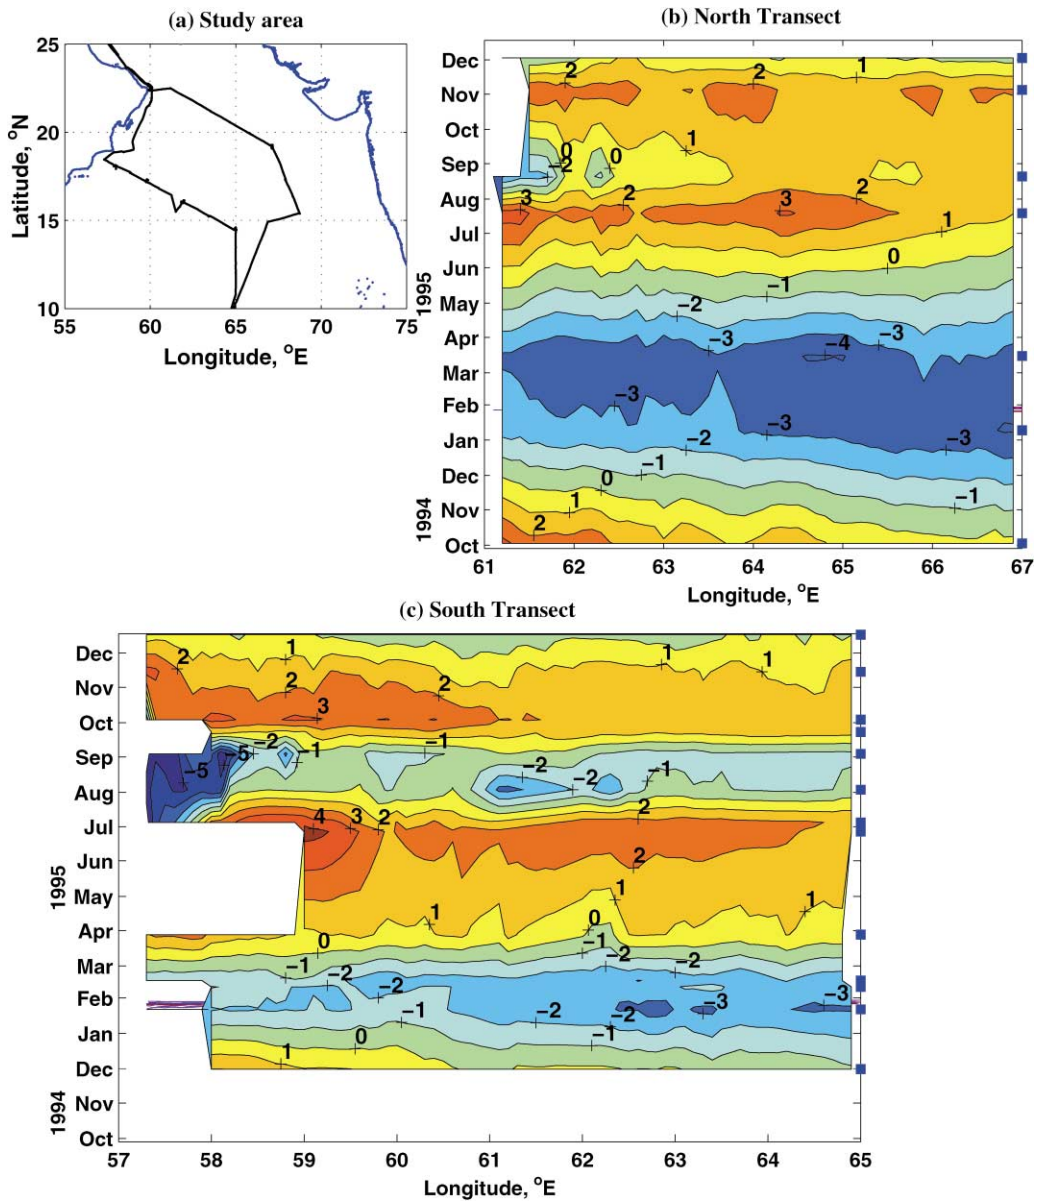 (a) Study area
25
20
15
10
Latitude, °N
55 60 65 70 75
Longitude, °E
(b) North Transect
Dec
Nov
Oct
Sep
Aug
Jul
Jun
May
Apr
Mar
Feb
Jan
Dec
Nov
Oct
1995
1994
2 2 1
0 0 1
−2
3 2 3 2
1
0
−1
−2
−3 −4 −3
−3
−3 −3
−2
−1
0 −1
1
2
61 62 63 64 65 66 67
Longitude, °E
(c) South Transect
Dec
Nov
Oct
Sep
Aug
Jul
Jun
May
Apr
Mar
Feb
Jan
Dec
Nov
Oct
1995
1994
2 1 1 1
2 2
3
−5 −2 −1 −1
−5 −2 −2 −1
4 3 2 2
2
1 1
1 0
0 −1
−1 −2 −2 −2
−2 −3 −3
−1 −2 −2
0 −1
1
57 58 59 60 61 62 63 64 65
Longitude, °E